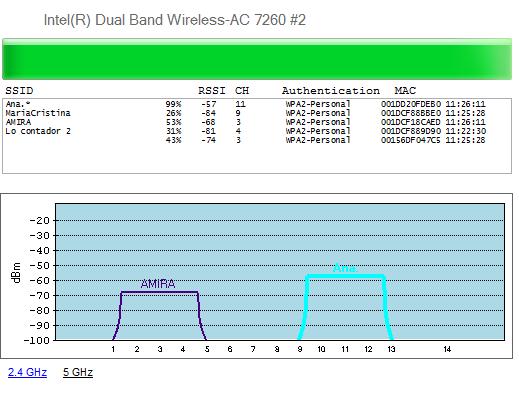 Intel(R) Dual Band Wireless-AC 7260 #2
SSID RSSI CH Authentication MAC
Ana.* 99% -57 11 WPA2-Personal 001DD20FDEB0 11:26:11
MariaCristina 26% -84 9 WPA2-Personal 001DCF88BBE0 11:25:28
AMIRA 53% -68 3 WPA2-Personal 001DCF18CAED 11:26:11
Lo contador 2 31% -81 4 WPA2-Personal 001DCF889D90 11:22:30
43% -74 3 WPA2-Personal 00156DF047C5 11:25:28
dBm
-20
-30
-40
-50
-60
-70
-80
-90
-100
Ana.
AMIRA
1 2 3 4 5 6 7 8 9 10 11 12 13 14
2.4 GHz 5 GHz